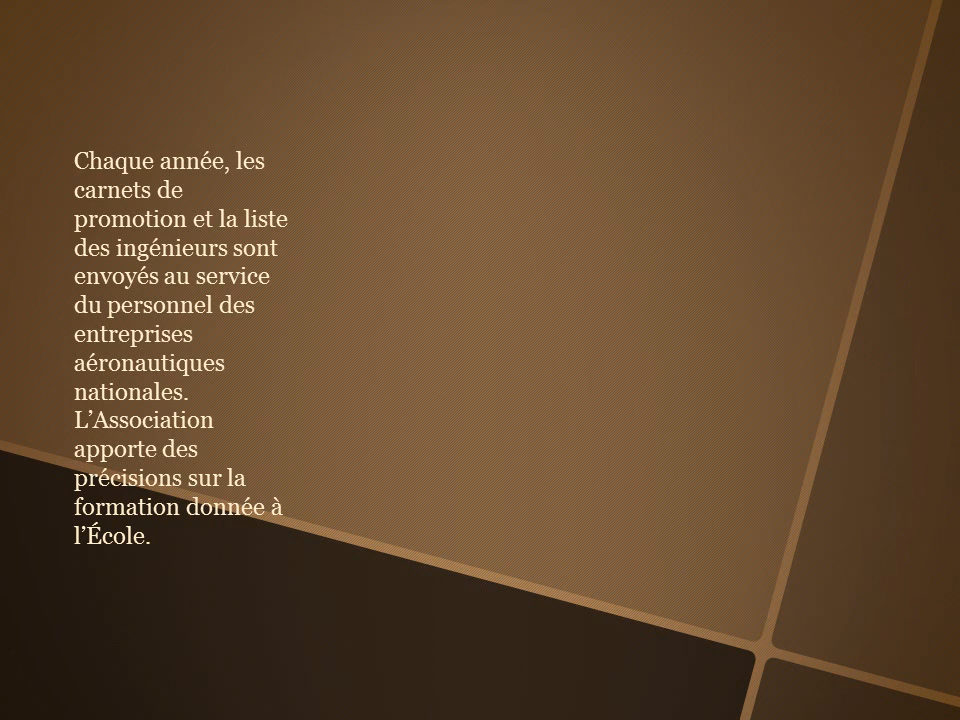 Chaque année, les
carnets de
promotion et la liste
des ingénieurs sont
envoyés au service
du personnel des
entreprises
aéronautiques
nationales.
L’Association
apporte des
précisions sur la
formation donnée à
l’École.